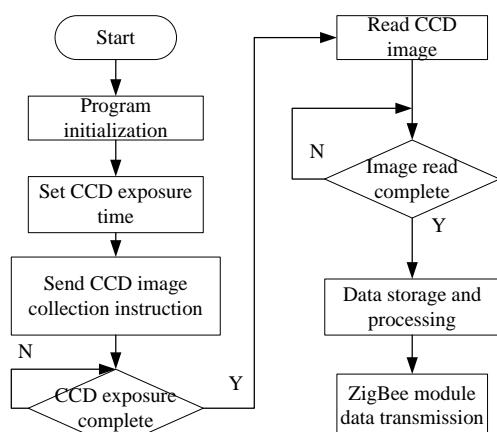 Start
Program
initialization
Set CCD exposure
time
Send CCD image
collection instruction
N
CCD exposure
complete
Y
Read CCD
image
N
Image read
complete
Y
Data storage and
processing
ZigBee module
data transmission